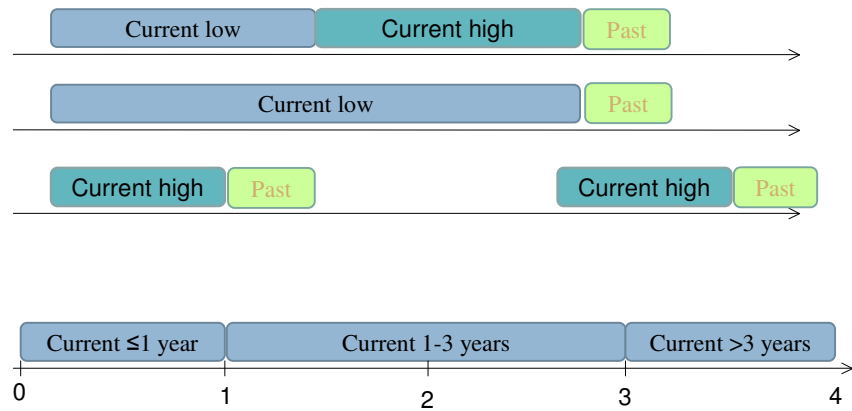 Current low Current high Past
Current low Past
Current high Past Current high Past
Current ≤1 year Current 1-3 years Current >3 years
0 1 2 3 4